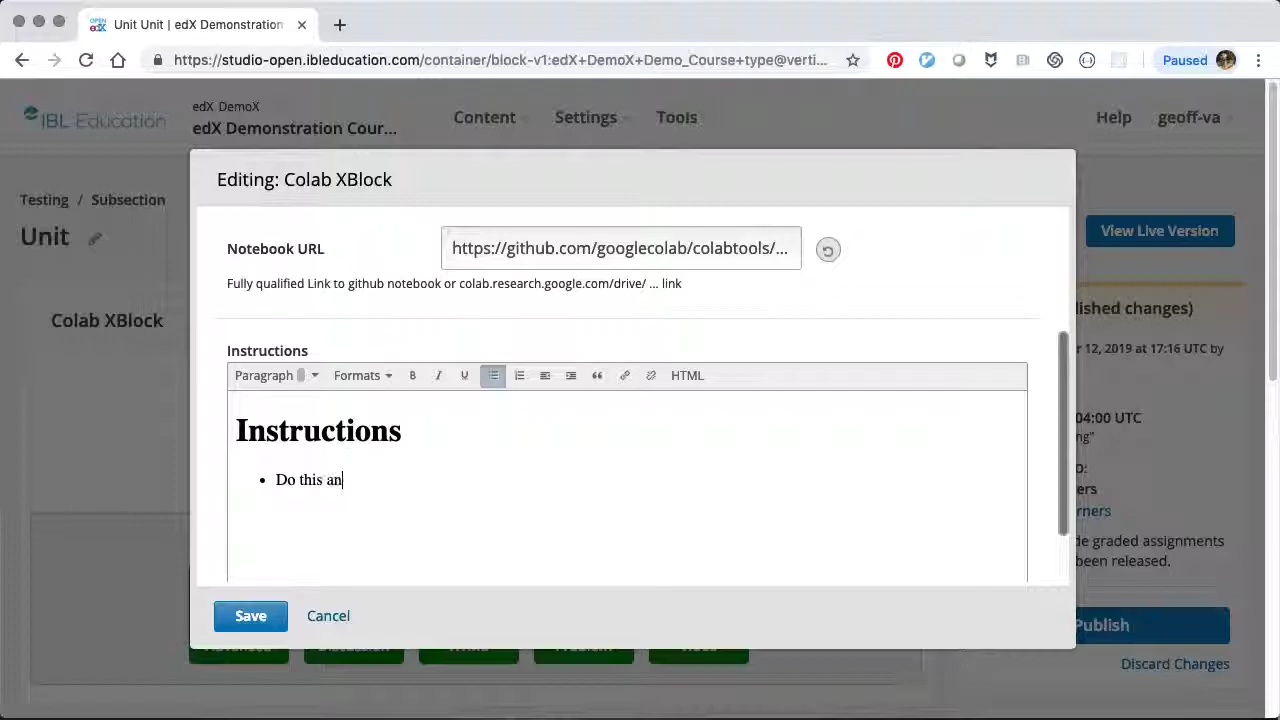 Unit Unit | edX Demonstration
https://studio-open.ibleducation.com/container/block-v1:edX+DemoX+Demo_Course+type@verti...
Paused
IBL Education
edX DemoX
edX Demonstration Cour...
Content
Settings
Tools
Help
geoff-va
Testing / Subsection
Unit
View Live Version
Colab XBlock
Editing: Colab XBlock
Notebook URL
https://github.com/googlecolab/colabtools/...
Fully qualified Link to github notebook or colab.research.google.com/drive/ ... link
Instructions
Paragraph
Formats
B
I
U
HTML
Instructions
• Do this an
Save
Cancel
lished changes)
r 12, 2019 at 17:16 UTC by
04:00 UTC
ng"
ers
rners
de graded assignments
been released.
Publish
Discard Changes